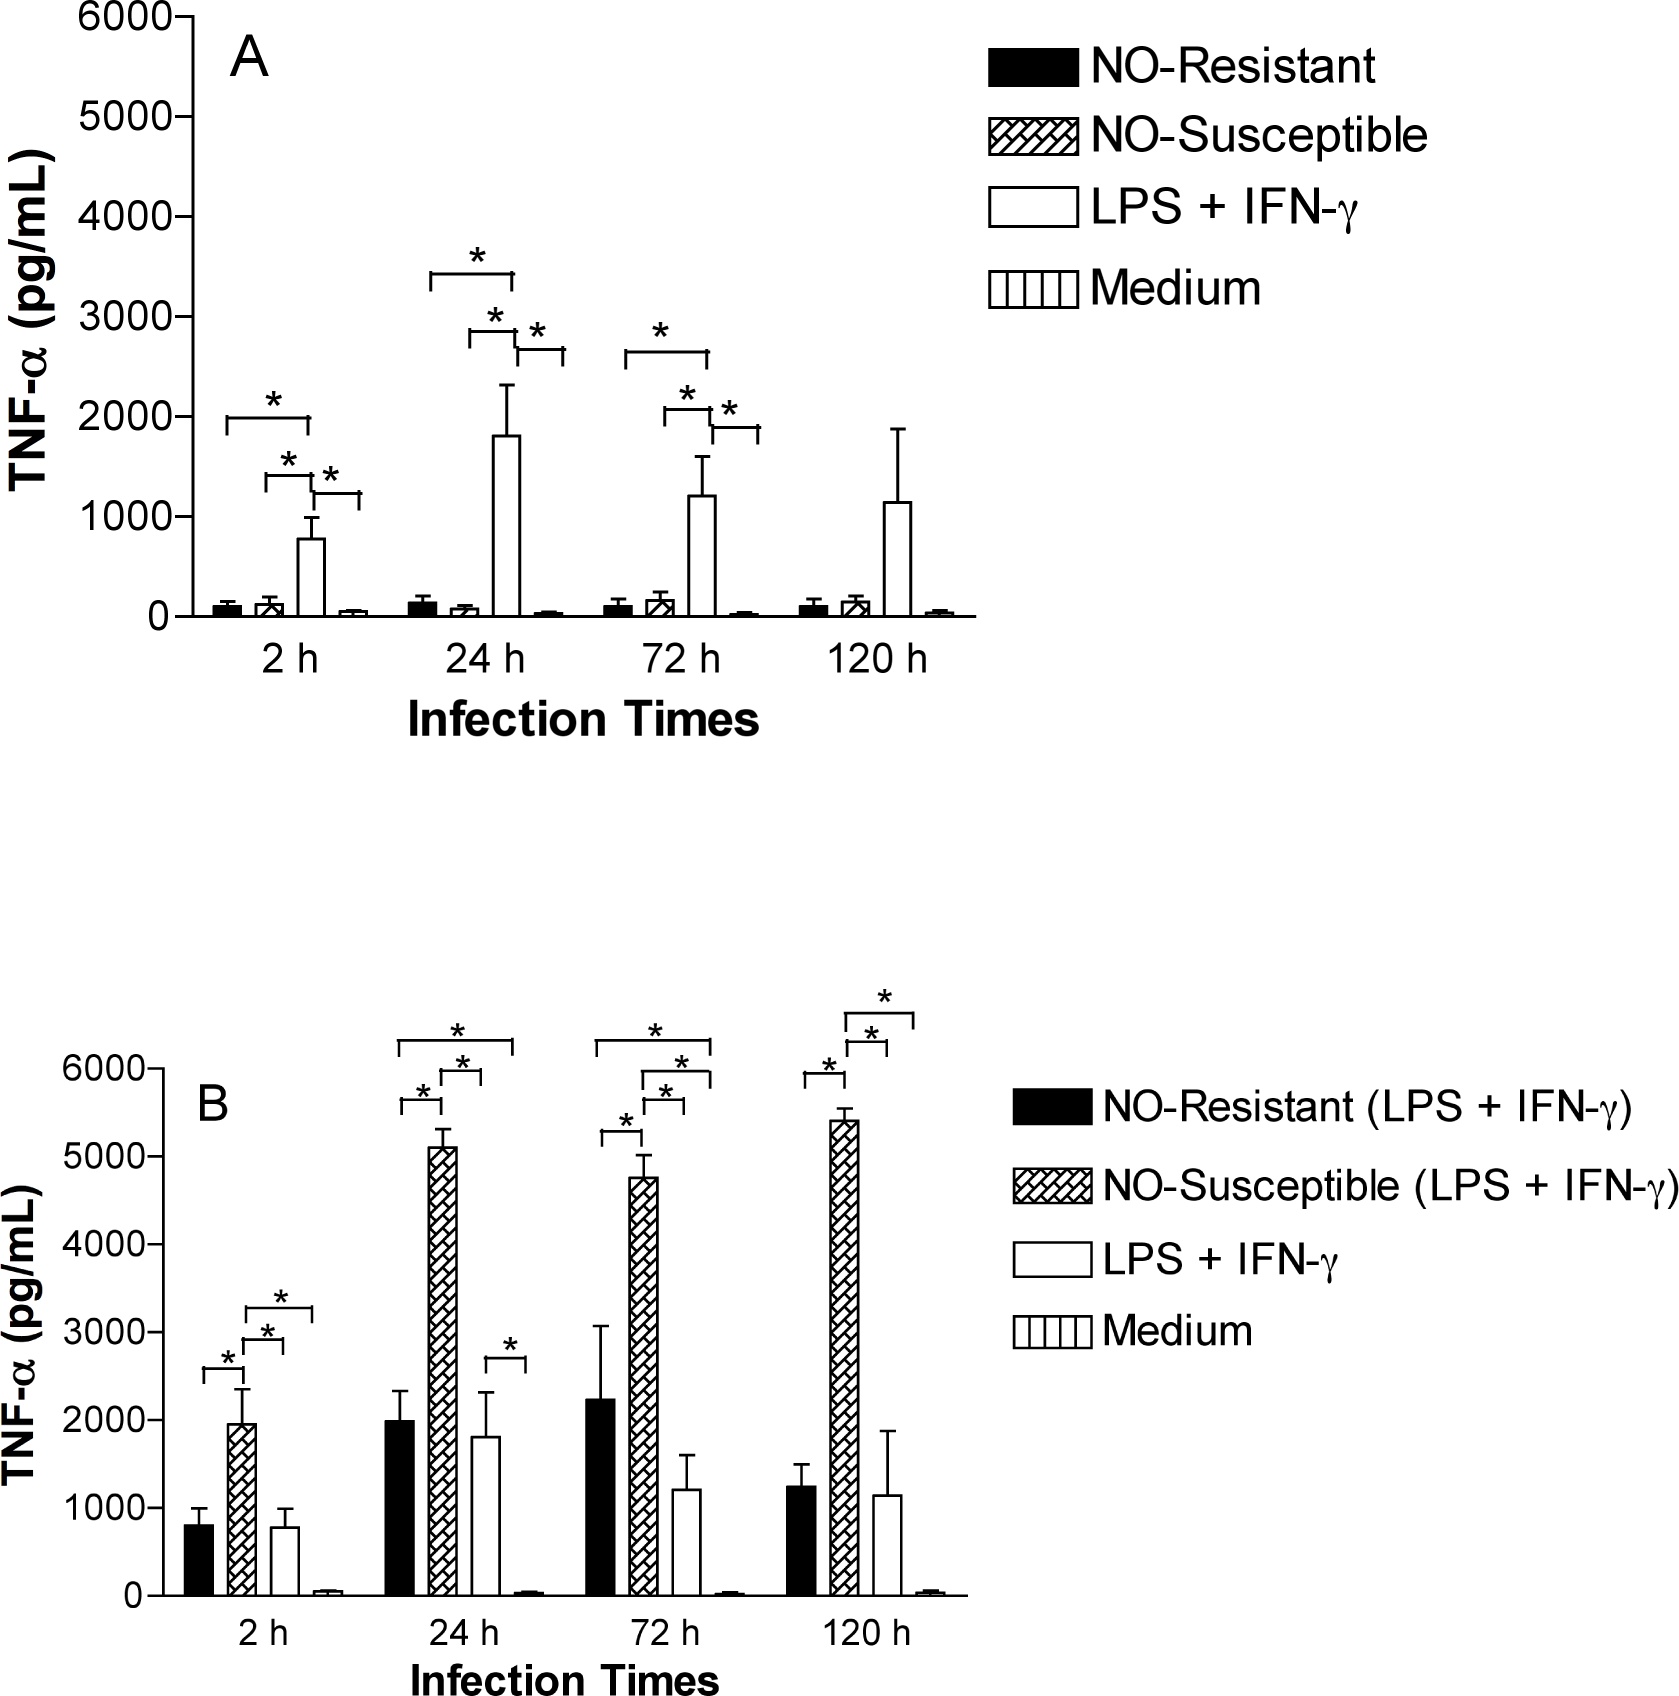 A
TNF-α (pg/mL)
6000
5000
4000
3000
2000
1000
0
* * *
* * *
* * *
2 h 24 h 72 h 120 h
Infection Times
NO-Resistant
NO-Susceptible
LPS + IFN-γ
Medium
B
TNF-α (pg/mL)
6000
5000
4000
3000
2000
1000
0
* * *
* * * *
* * * *
* * *
2 h 24 h 72 h 120 h
Infection Times
NO-Resistant (LPS + IFN-γ)
NO-Susceptible (LPS + IFN-γ)
LPS + IFN-γ
Medium